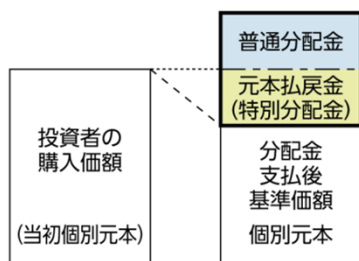 普通分配金
元本払戻金
(特別分配金)
投資者の
購入価額
(当初個別元本)
分配金
支払後
基準価額
個別元本